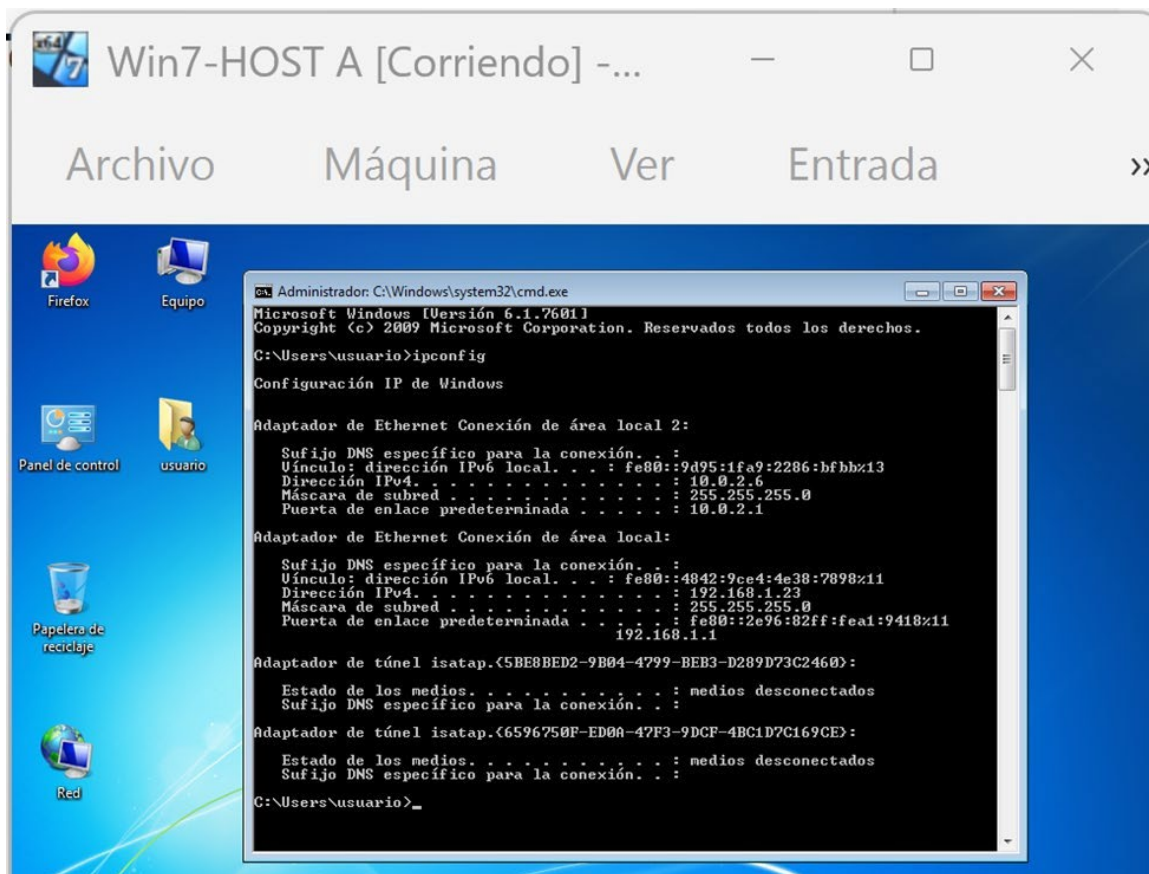 Win7-HOST A [Corriendo] -...
Archivo Máquina Ver Entrada »
Firefox
Equipo
Panel de control
usuario
Papelera de
reciclaje
Red
Administrador: C:\Windows\system32\cmd.exe
Microsoft Windows [Versión 6.1.7601]
Copyright (c) 2009 Microsoft Corporation. Reservados todos los derechos.
C:\Users\usuario>ipconfig
Configuración IP de Windows
Adaptador de Ethernet Conexión de área local 2:
Sufijo DNS específico para la conexión. . :
Vínculo: dirección IPv6 local. . . : fe80::9d95:1fa9:2286:bfbb%13
Dirección IPv4. . . . . . . . . . . . . . : 10.0.2.6
Máscara de subred . . . . . . . . . . . . : 255.255.255.0
Puerta de enlace predeterminada . . . . . : 10.0.2.1
Adaptador de Ethernet Conexión de área local:
Sufijo DNS específico para la conexión. . :
Vínculo: dirección IPv6 local. . . : fe80::4842:9ce4:4e38:7898%11
Dirección IPv4. . . . . . . . . . . . . . : 192.168.1.23
Máscara de subred . . . . . . . . . . . . : 255.255.255.0
Puerta de enlace predeterminada . . . . . : fe80::2e96:82ff:fea1:9418%11
192.168.1.1
Adaptador de túnel isatap.{5BE8BED2-9B04-4799-BEB3-D289D73C2460}:
Estado de los medios. . . . . . . . . . . : medios desconectados
Sufijo DNS específico para la conexión. . :
Adaptador de túnel isatap.{6596750F-ED0A-47F3-9DCF-4BC1D7C169CE}:
Estado de los medios. . . . . . . . . . . : medios desconectados
Sufijo DNS específico para la conexión. . :
C:\Users\usuario>_